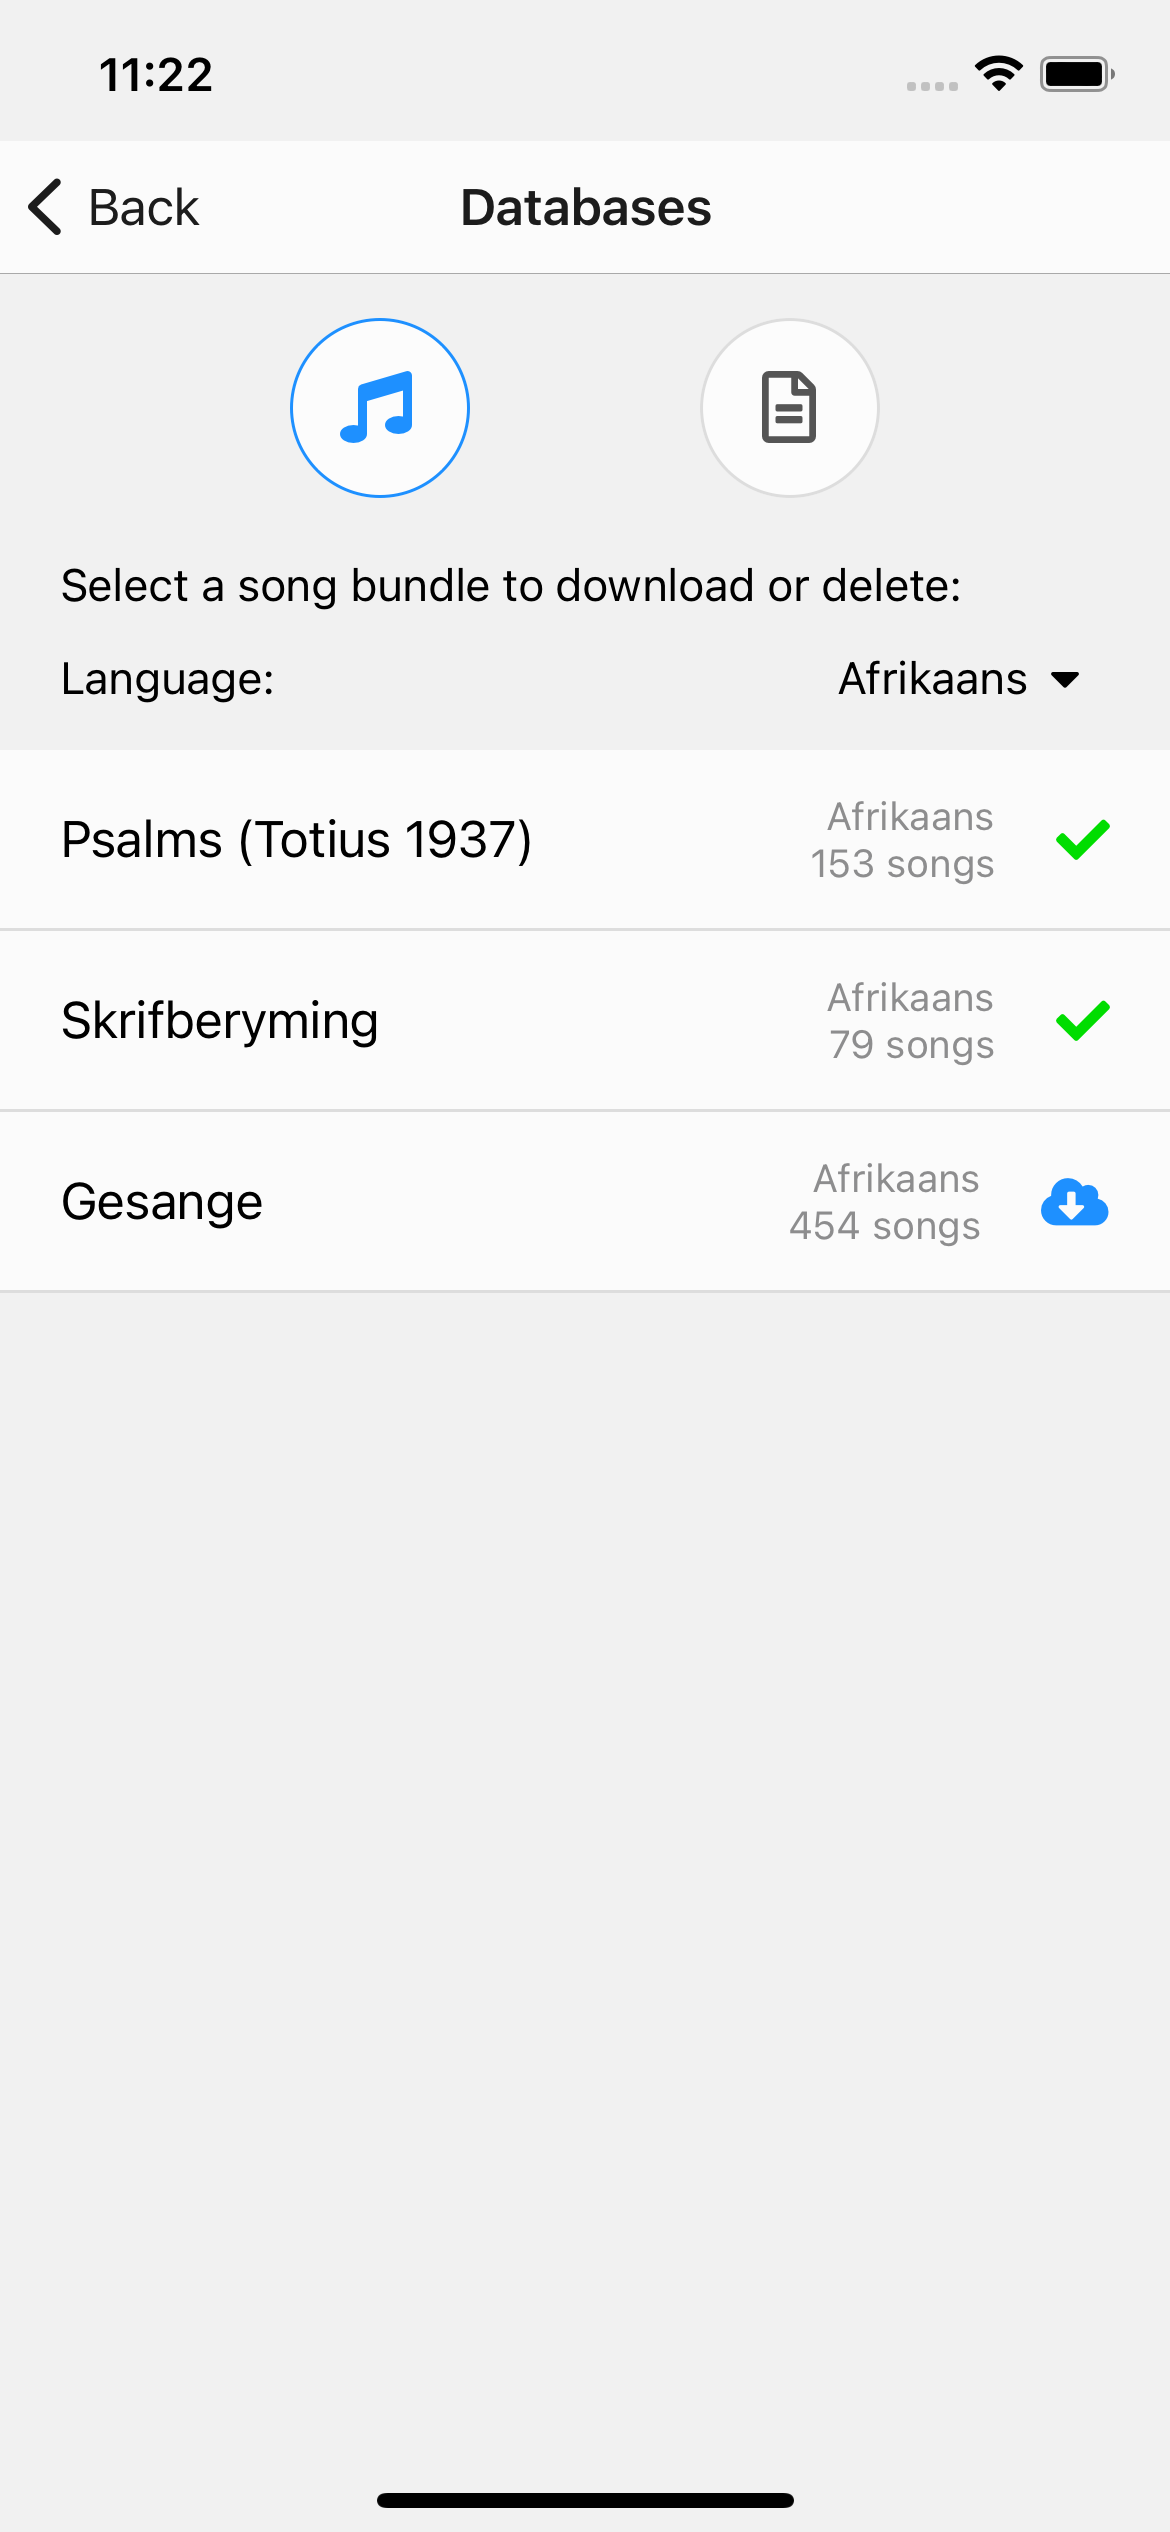 11:22
Back
Databases
Select a song bundle to download or delete:
Language:
Afrikaans
Psalms (Totius 1937)
Afrikaans
153 songs
Skrifberyming
Afrikaans
79 songs
Gesange
Afrikaans
454 songs